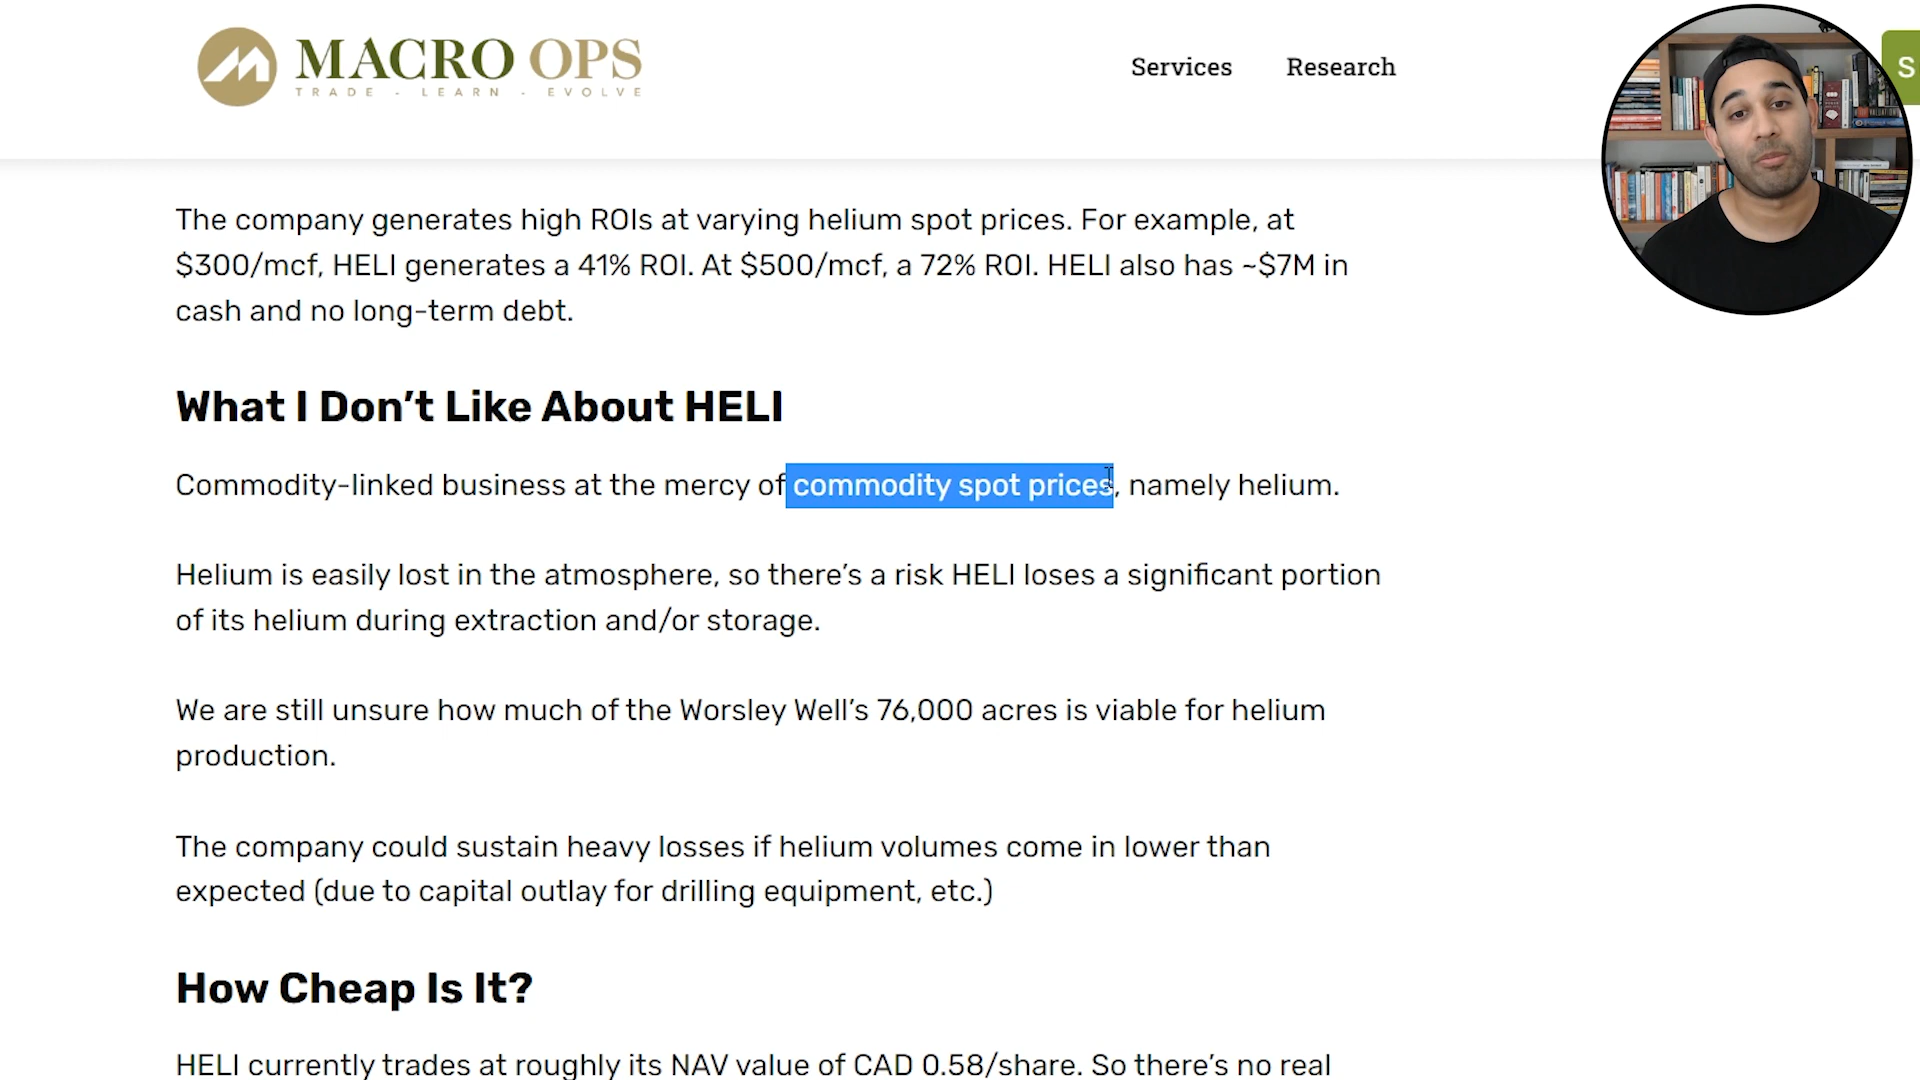 MACRO OPS
TRADE - LEARN - EVOLVE
Services
Research
S
The company generates high ROIs at varying helium spot prices. For example, at
$300/mcf, HELI generates a 41% ROI. At $500/mcf, a 72% ROI. HELI also has ~$7M in
cash and no long-term debt.
What I Don’t Like About HELI
Commodity-linked business at the mercy of commodity spot prices, namely helium.
Helium is easily lost in the atmosphere, so there’s a risk HELI loses a significant portion
of its helium during extraction and/or storage.
We are still unsure how much of the Worsley Well’s 76,000 acres is viable for helium
production.
The company could sustain heavy losses if helium volumes come in lower than
expected (due to capital outlay for drilling equipment, etc.)
How Cheap Is It?
HELI currently trades at roughly its NAV value of CAD 0.58/share. So there’s no real